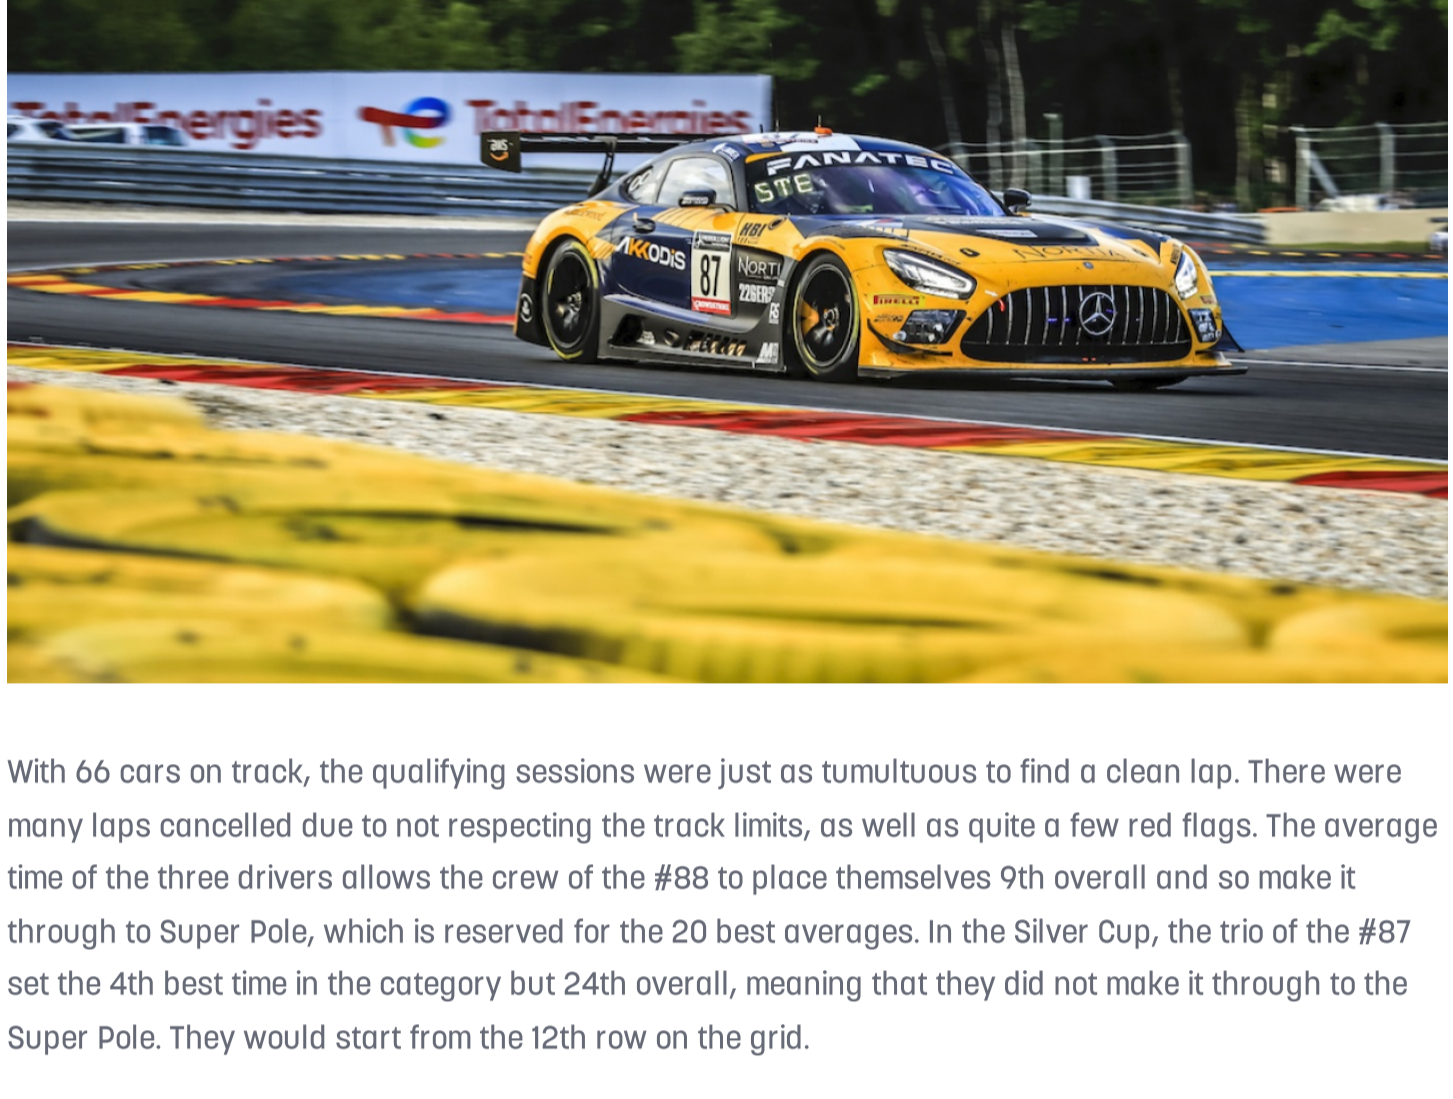 TotalEnergies TotalEnergies
aws
FANATEC
STE
AKKODIS
87
HBI
NORTH
226ERS
PIRELLI
With 66 cars on track, the qualifying sessions were just as tumultuous to find a clean lap. There were
many laps cancelled due to not respecting the track limits, as well as quite a few red flags. The average
time of the three drivers allows the crew of the #88 to place themselves 9th overall and so make it
through to Super Pole, which is reserved for the 20 best averages. In the Silver Cup, the trio of the #87
set the 4th best time in the category but 24th overall, meaning that they did not make it through to the
Super Pole. They would start from the 12th row on the grid.